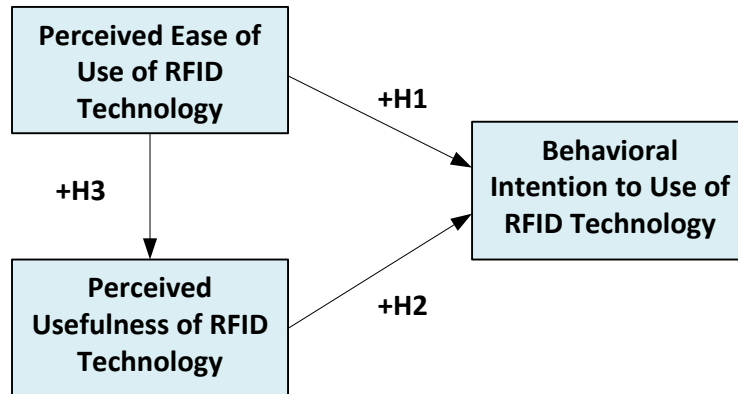 Perceived Ease of
Use of RFID
Technology
+H1
Behavioral
Intention to Use of
RFID Technology
+H3
Perceived
Usefulness of RFID
Technology
+H2